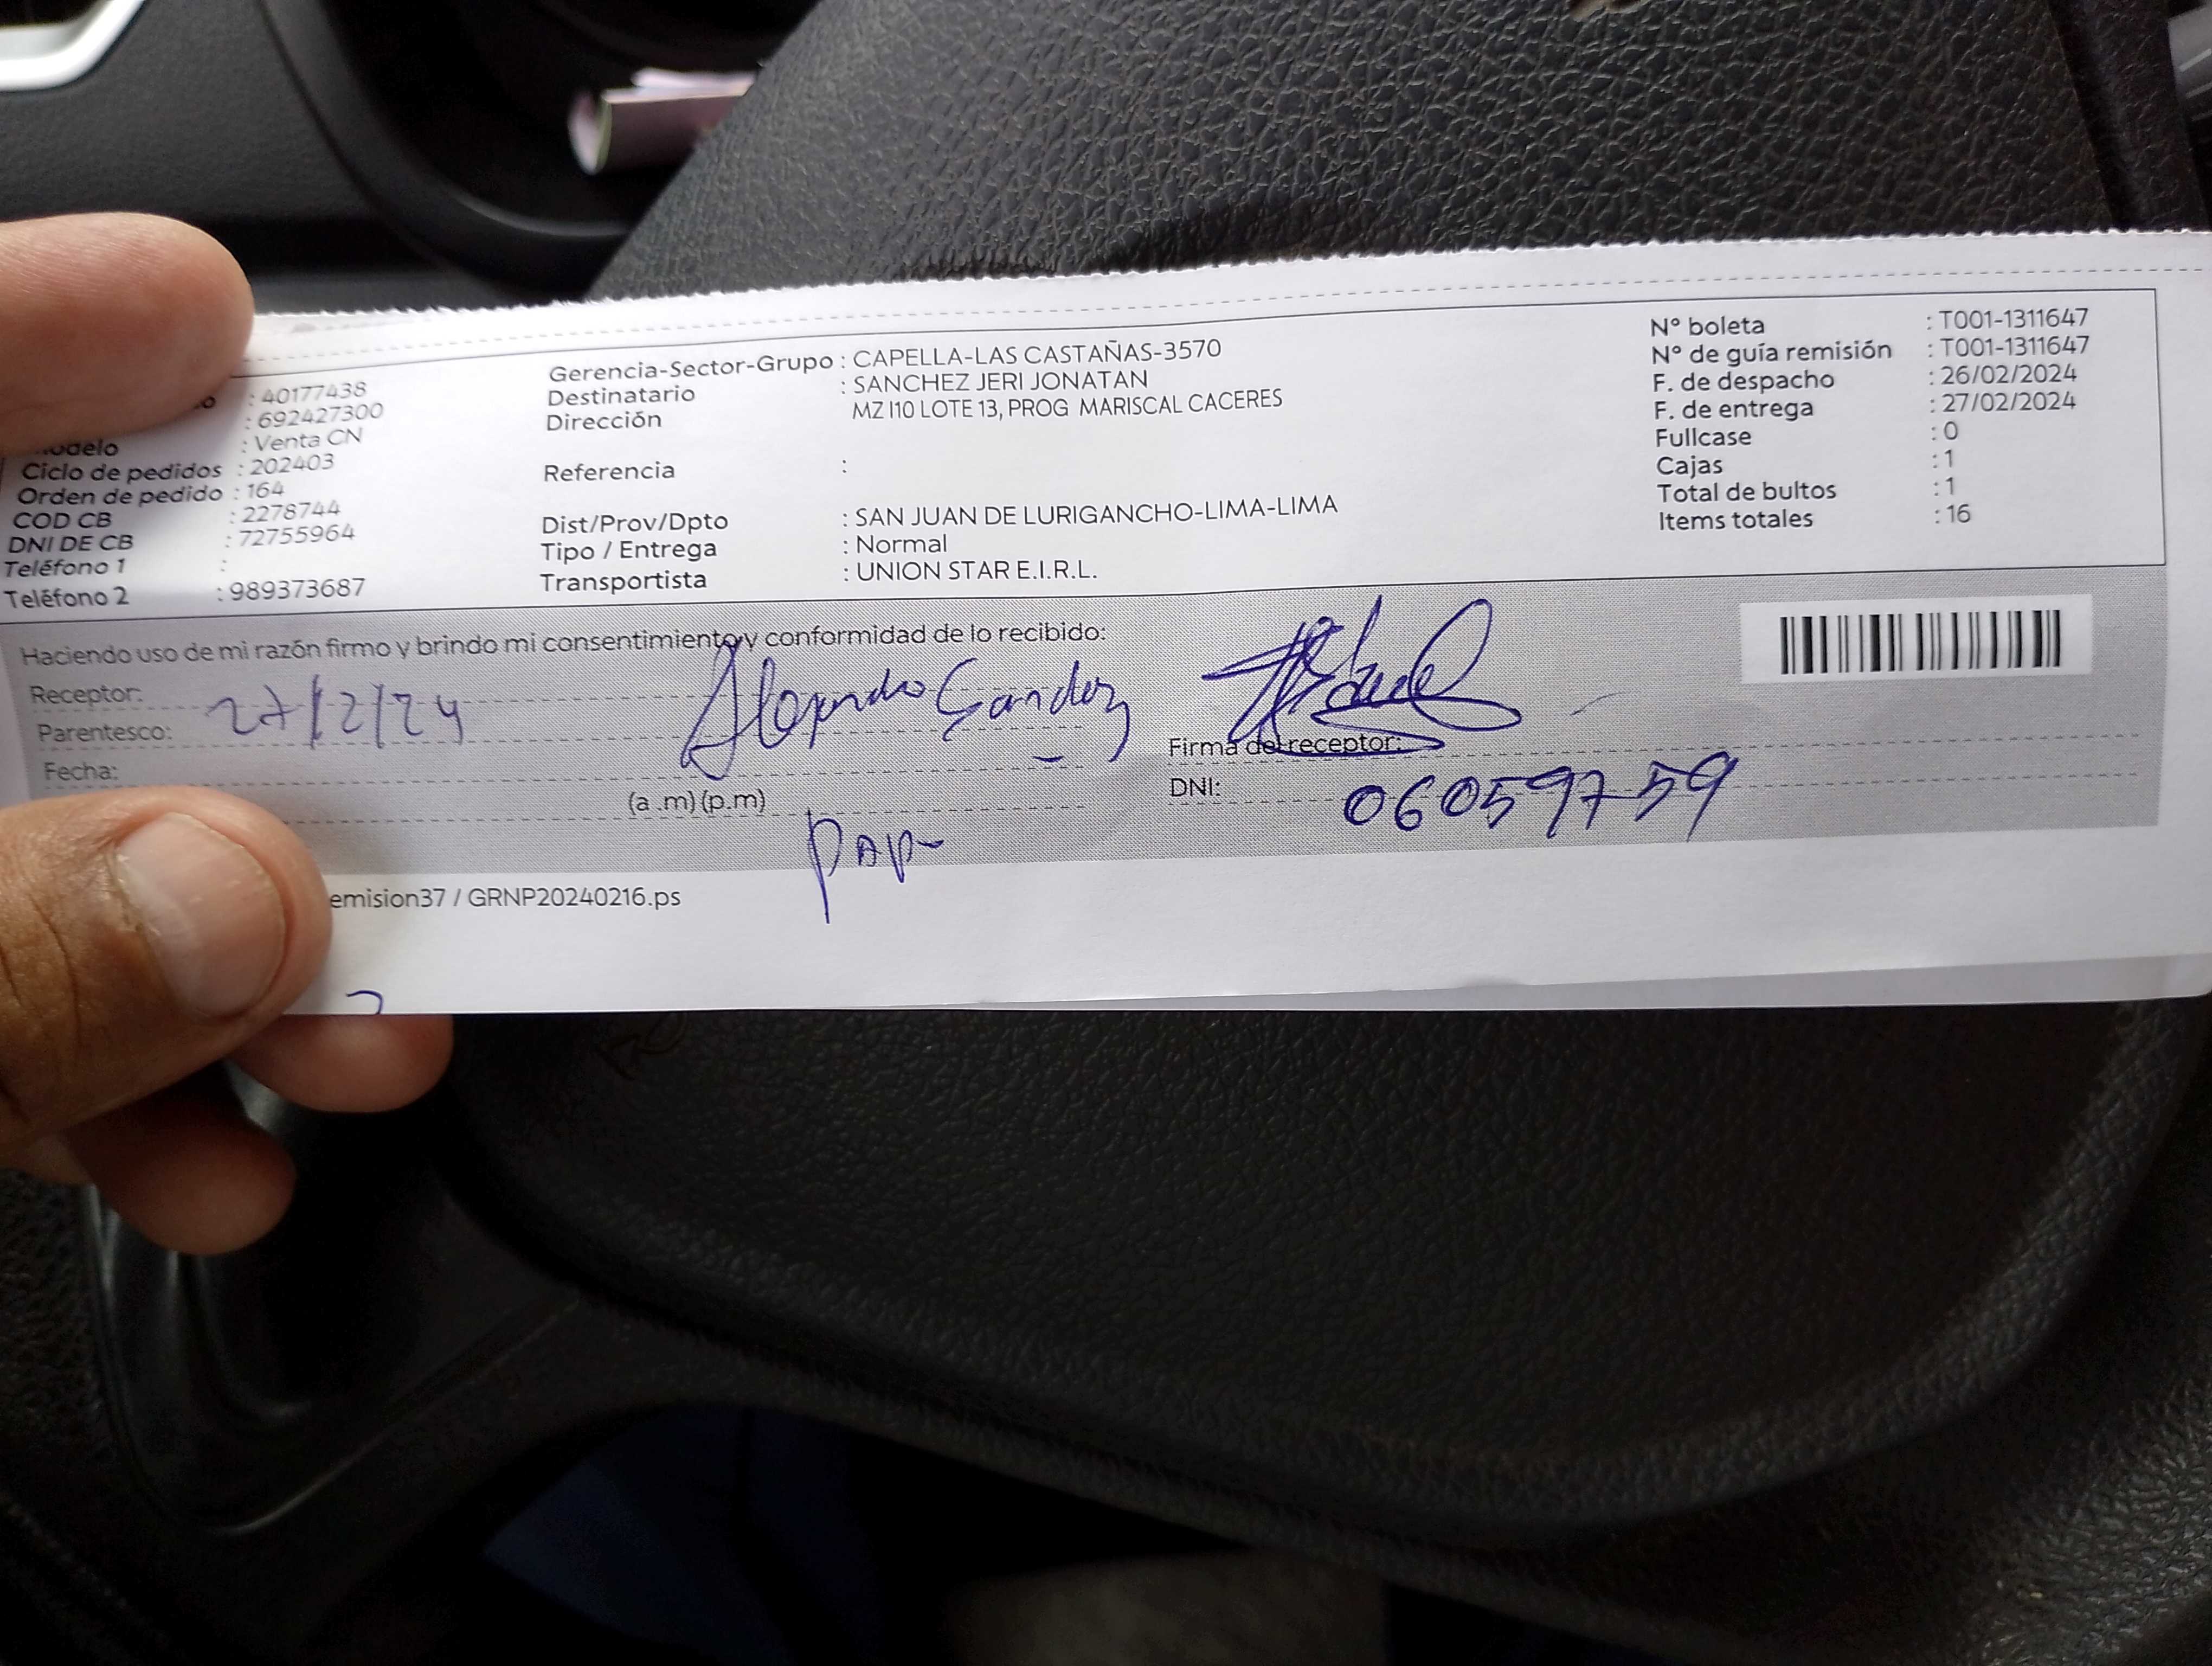 : 40177438
: 692427300
Modelo : Venta CN
Ciclo de pedidos : 202403
Orden de pedido : 164
COD CB : 2278744
DNI DE CB : 72755964
Teléfono 1 :
Teléfono 2 : 989373687
Gerencia-Sector-Grupo : CAPELLA-LAS CASTAÑAS-3570
Destinatario : SANCHEZ JERI JONATAN
Dirección MZ I10 LOTE 13, PROG MARISCAL CACERES
Referencia :
Dist/Prov/Dpto : SAN JUAN DE LURIGANCHO-LIMA-LIMA
Tipo / Entrega : Normal
Transportista : UNION STAR E.I.R.L.
N° boleta : T001-1311647
N° de guía remisión : T001-1311647
F. de despacho : 26/02/2024
F. de entrega : 27/02/2024
Fullcase : 0
Cajas : 1
Total de bultos : 1
Items totales : 16
Haciendo uso de mi razón firmo y brindo mi consentimiento y conformidad de lo recibido:
Receptor:
Parentesco: 27/2/24
Fecha:
(a .m) (p.m)
Firma del receptor:
DNI: 06059759
emision37 / GRNP20240216.ps